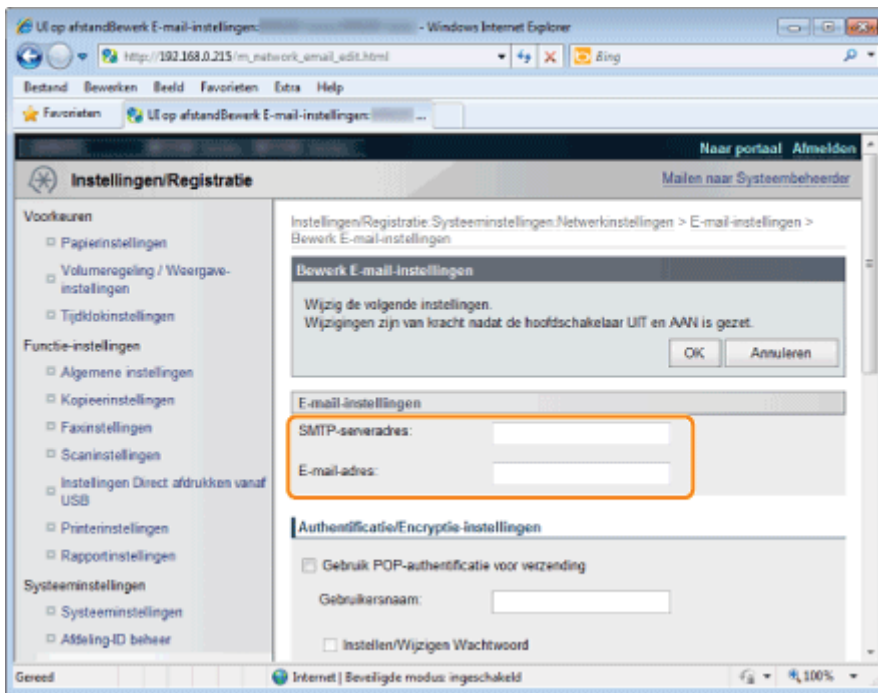 UI op afstandBewerk E-mail-instellingen: - Windows Internet Explorer
http://192.168.0.215/m_network_email_edit.html
Bing
Bestand Bewerken Beeld Favorieten Extra Help
Favorieten
UI op afstandBewerk E-mail-instellingen: ...
Naar portaal Afmelden
Instellingen/Registratie
Mailen naar Systeembeheerder
Voorkeuren
Papierinstellingen
Volumeregeling / Weergave-
instellingen
Tijdklokinstellingen
Functie-instellingen
Algemene instellingen
Kopieerinstellingen
Faxinstellingen
Scaninstellingen
Instellingen Direct afdrukken vanaf
USB
Printerinstellingen
Rapportinstellingen
Systeeminstellingen
Systeeminstellingen
Afdeling-ID beheer
Instellingen/Registratie:Systeeminstellingen:Netwerkinstellingen > E-mail-instellingen >
Bewerk E-mail-instellingen
Bewerk E-mail-instellingen
Wijzig de volgende instellingen.
Wijzigingen zijn van kracht nadat de hoofdschakelaar UIT en AAN is gezet.
OK Annuleren
E-mail-instellingen
SMTP-serveradres:
E-mail-adres:
Authentificatie/Encryptie-instellingen
Gebruik POP-authentificatie voor verzending
Gebruikersnaam:
Instellen/Wijzigen Wachtwoord
Gereed
Internet | Beveiligde modus: ingeschakeld
100%